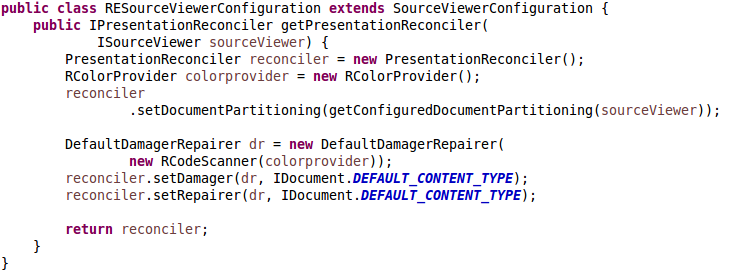 public class RESourceViewerConfiguration extends SourceViewerConfiguration {
    public IPresentationReconciler getPresentationReconciler(
            ISourceViewer sourceViewer) {
        PresentationReconciler reconciler = new PresentationReconciler();
        RColorProvider colorprovider = new RColorProvider();
        reconciler
                .setDocumentPartitioning(getConfiguredDocumentPartitioning(sourceViewer));

        DefaultDamagerRepairer dr = new DefaultDamagerRepairer(
                new RCodeScanner(colorprovider));
        reconciler.setDamager(dr, IDocument.DEFAULT_CONTENT_TYPE);
        reconciler.setRepairer(dr, IDocument.DEFAULT_CONTENT_TYPE);

        return reconciler;
    }
}